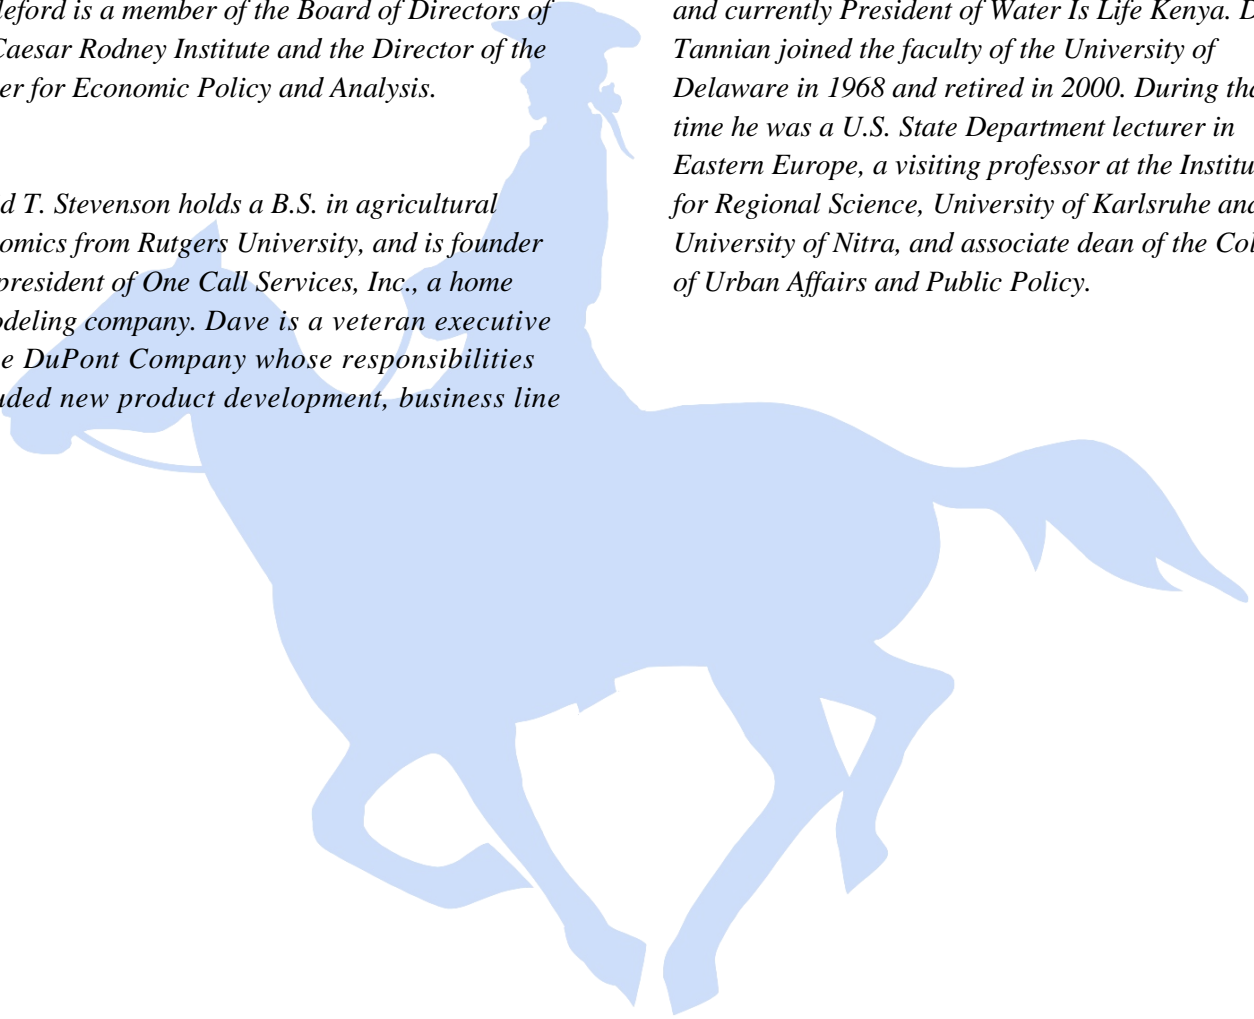 leford is a member of the Board of Directors of
Caesar Rodney Institute and the Director of the
er for Economic Policy and Analysis.
d T. Stevenson holds a B.S. in agricultural
omics from Rutgers University, and is founder
president of One Call Services, Inc., a home
odeling company. Dave is a veteran executive
e DuPont Company whose responsibilities
uded new product development, business line
and currently President of Water Is Life Kenya. D
Tannian joined the faculty of the University of
Delaware in 1968 and retired in 2000. During tha
time he was a U.S. State Department lecturer in
Eastern Europe, a visiting professor at the Institu
for Regional Science, University of Karlsruhe and
University of Nitra, and associate dean of the Col
of Urban Affairs and Public Policy.